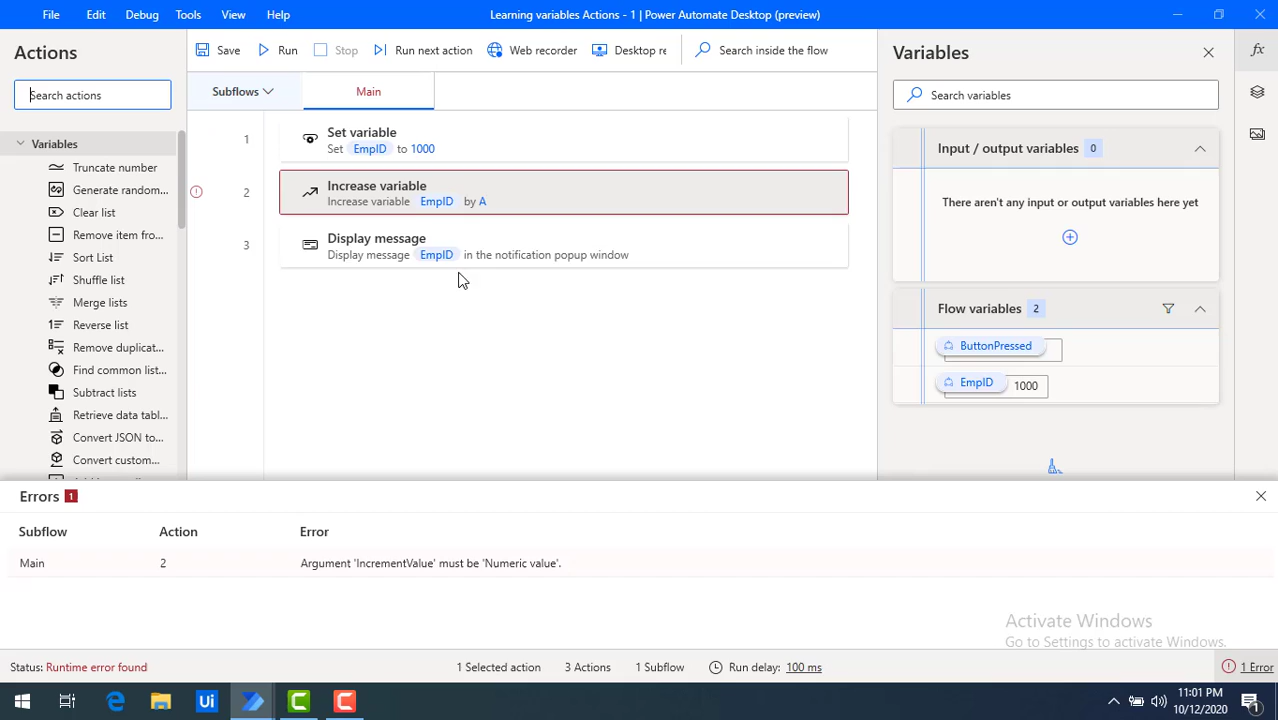 File Edit Debug Tools View Help Learning variables Actions - 1 | Power Automate Desktop (preview)
Actions
Search actions
Variables
Truncate number
Generate random...
Clear list
Remove item fro...
Sort List
Shuffle list
Merge lists
Reverse list
Remove duplicat...
Find common list...
Subtract lists
Retrieve data tabl...
Convert JSON to...
Convert custom...
Save Run Stop Run next action Web recorder Desktop re Search inside the flow
Subflows Main
1 Set variable
Set EmpID to 1000
2 Increase variable
Increase variable EmpID by A
3 Display message
Display message EmpID in the notification popup window
Variables
Search variables
fx
Input / output variables 0
There aren't any input or output variables here yet
Flow variables 2
ButtonPressed
EmpID 1000
Errors 1
Subflow Action Error
Main 2 Argument 'IncrementValue' must be 'Numeric value'.
Activate Windows
Go to Settings to activate Windows.
Status: Runtime error found 1 Selected action 3 Actions 1 Subflow Run delay: 100 ms 1 Error
Ui
11:01 PM
10/12/2020
1